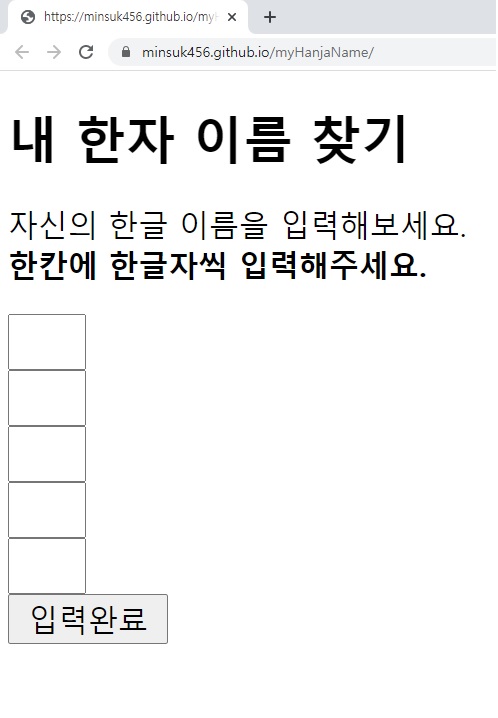 https://minsuk456.github.io/my
minsuk456.github.io/myHanjaName/
내 한자 이름 찾기
자신의 한글 이름을 입력해보세요.
한칸에 한글자씩 입력해주세요.
입력완료